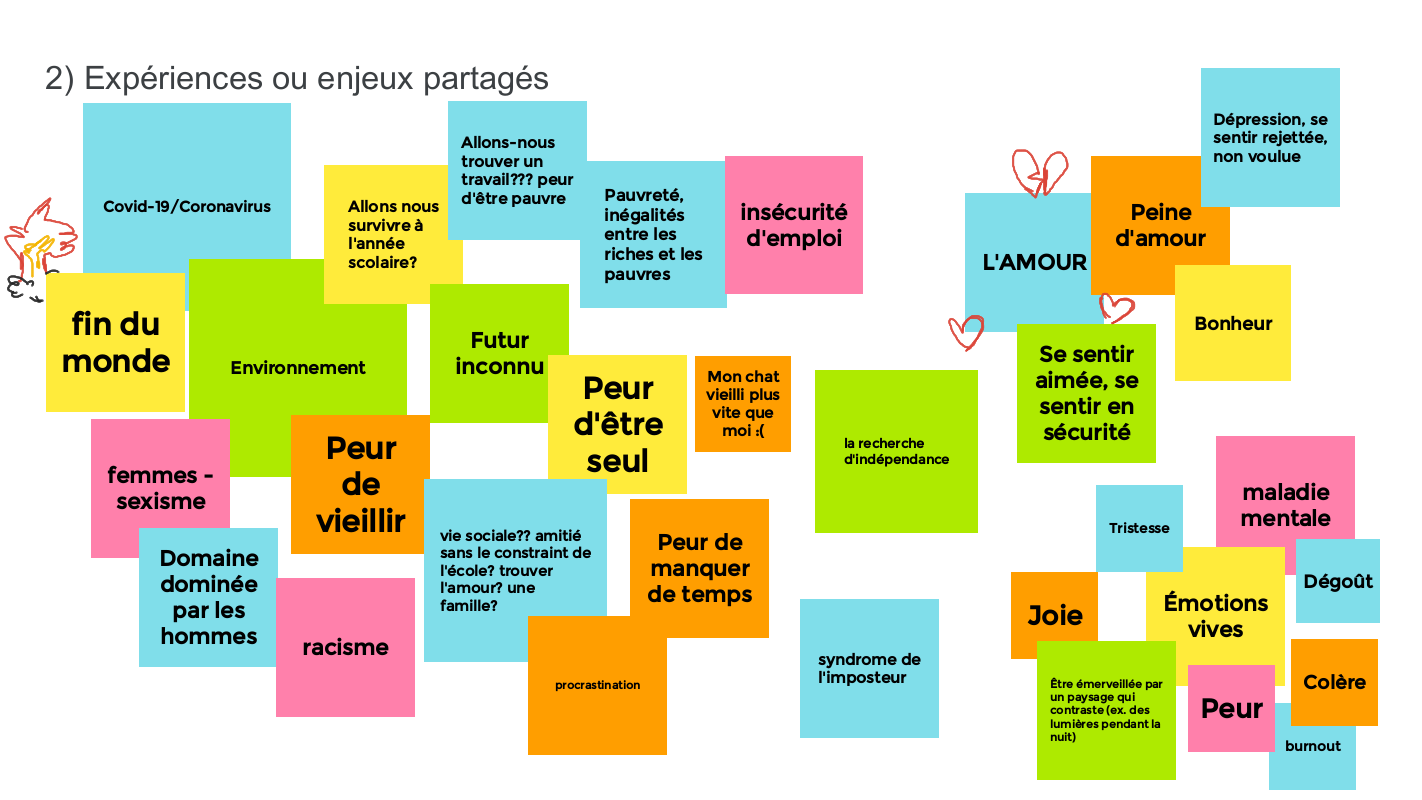 2) Expériences ou enjeux partagés
Covid-19/Coronavirus
fin du
monde
Environnement
Allons nous
survivre à
l'année
scolaire?
Allons-nous
trouver un
travail??? peur
d'être pauvre
Pauvreté,
inégalités
entre les
riches et les
pauvres
insécurité
d'emploi
Futur
inconnu
Peur
d'être
seul
Mon chat
vieilli plus
vite que
moi :(
la recherche
d'indépendance
femmes -
sexisme
Peur
de
vieillir
Domaine
dominée
par les
hommes
racisme
vie sociale?? amitié
sans le constraint de
l'école? trouver
l'amour? une
famille?
Peur de
manquer
de temps
procrastination
syndrome de
l'imposteur
L'AMOUR
Peine
d'amour
Dépression, se
sentir rejettée,
non voulue
Bonheur
Se sentir
aimée, se
sentir en
sécurité
maladie
mentale
Tristesse
Dégoût
Joie
Émotions
vives
Être émerveillée par
un paysage qui
contraste (ex. des
lumières pendant la
nuit)
Peur
Colère
burnout